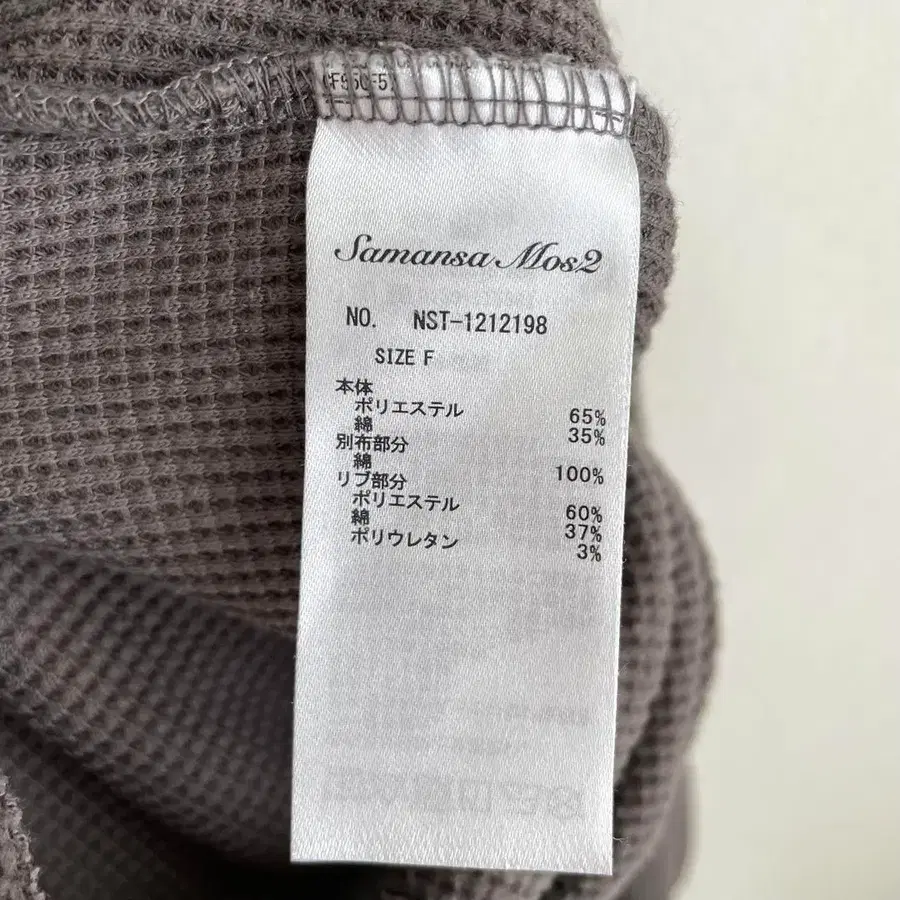 Samansa Mos2
NO. NST-1212198
SIZE F
本体
ポリエステル 65%
綿 35%
別布部分
綿 100%
リブ部分
ポリエステル 60%
綿 37%
ポリウレタン 3%